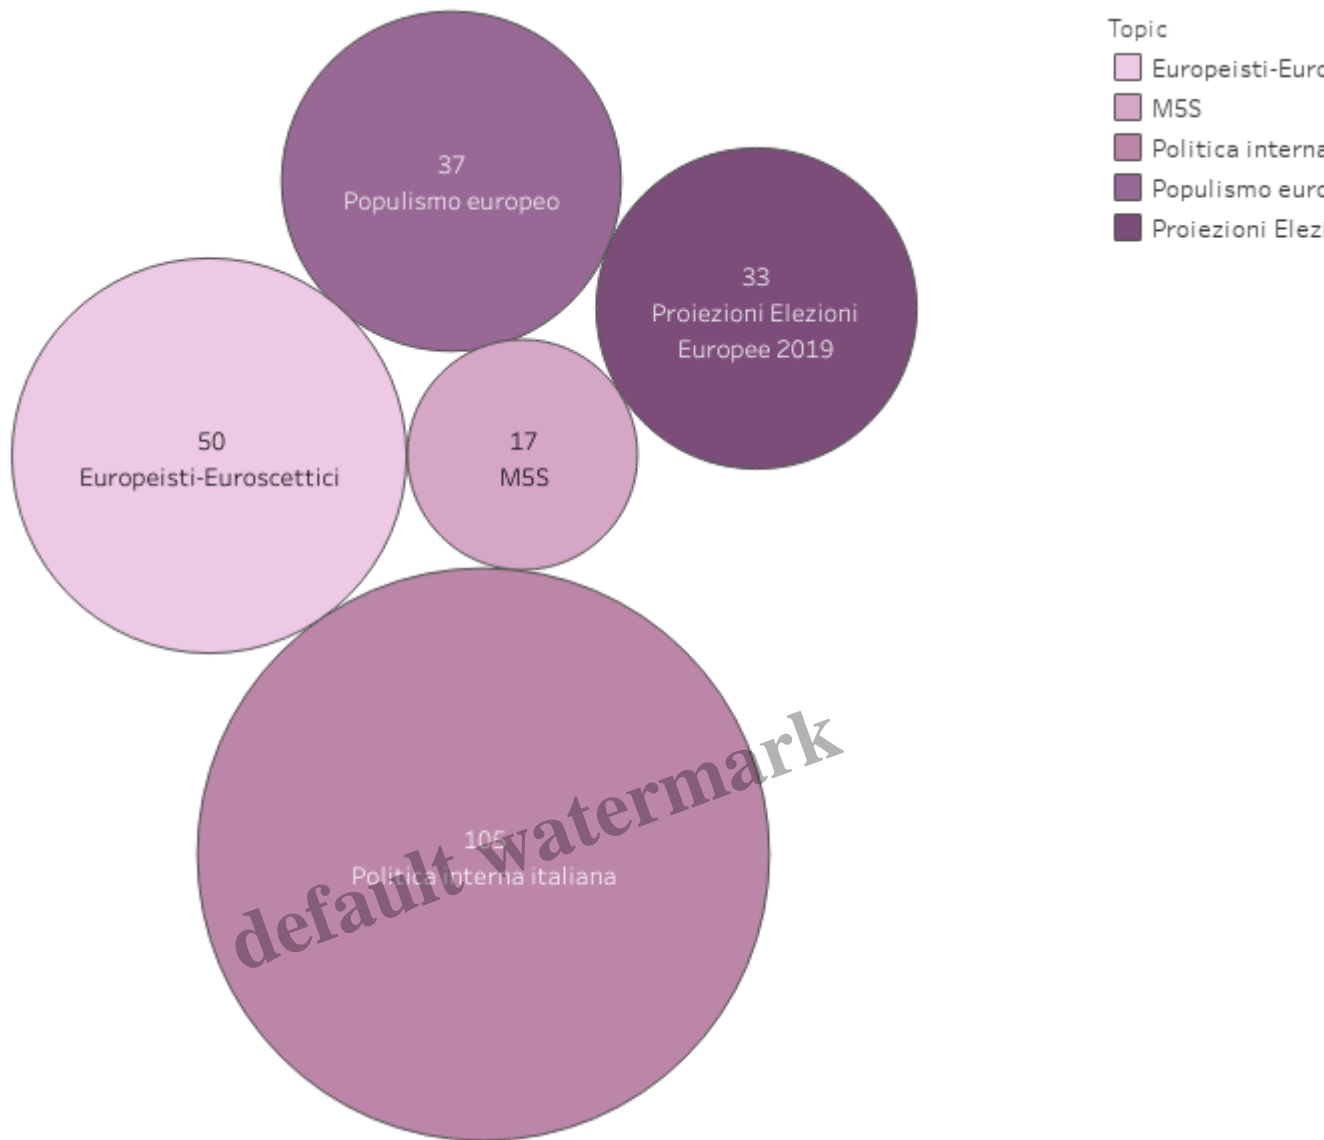 37
Populismo europeo
33
Proiezioni Elezioni
Europee 2019
50
Europeisti-Euroscettici
17
M5S
105
Politica interna italiana
default watermark
Topic
Europeisti-Euro
M5S
Politica interna
Populismo euro
Proiezioni Elezi